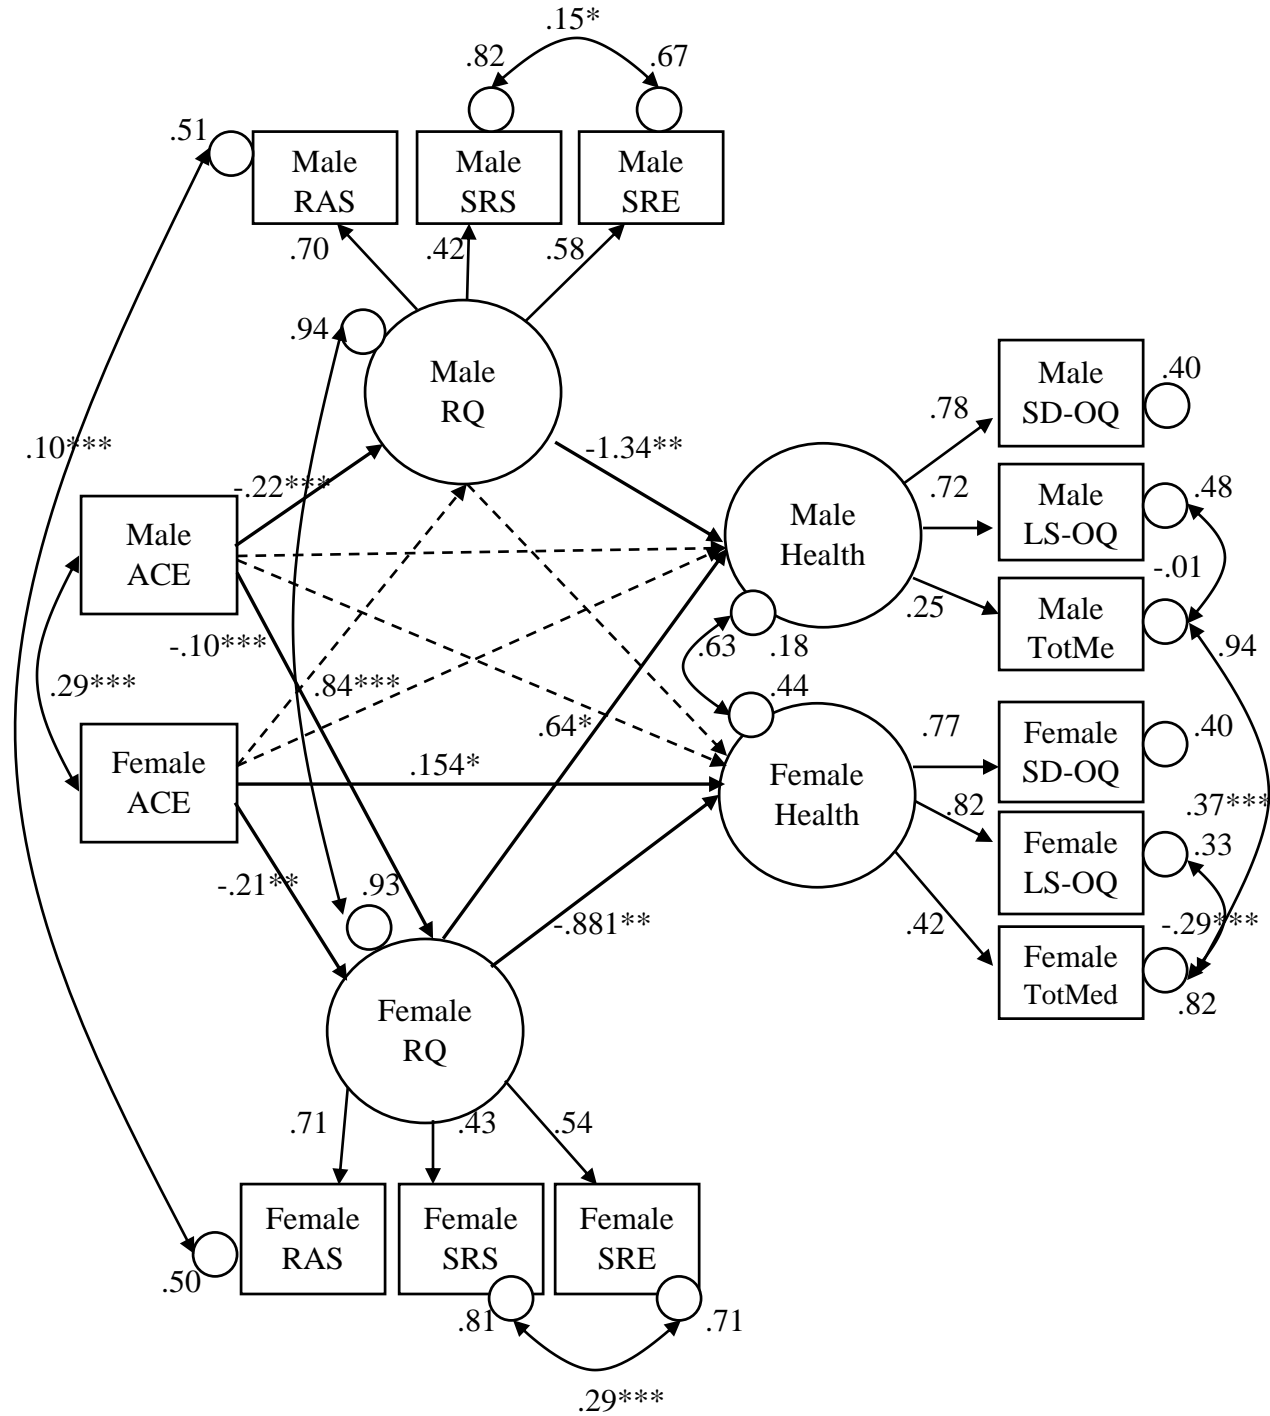 .15*
.82
.67
.51
Male
RAS
Male
SRS
Male
SRE
.70
.42
.58
.94
Male
RQ
Male
SD-OQ
.40
.78
-1.34**
.10***
-.22***
.72
Male
LS-OQ
.48
Male
ACE
Male
Health
-.01
.25
Male
TotMe
-.10***
.63
.18
.94
.29***
.84***
.44
.64*
.77
Female
SD-OQ
.40
Female
ACE
.154*
Female
Health
.82
.37***
Female
LS-OQ
.33
-.21**
.93
-.881**
.42
-.29***
Female
TotMed
.82
Female
RQ
.71
.43
.54
Female
RAS
Female
SRS
Female
SRE
.50
.81
.71
.29***